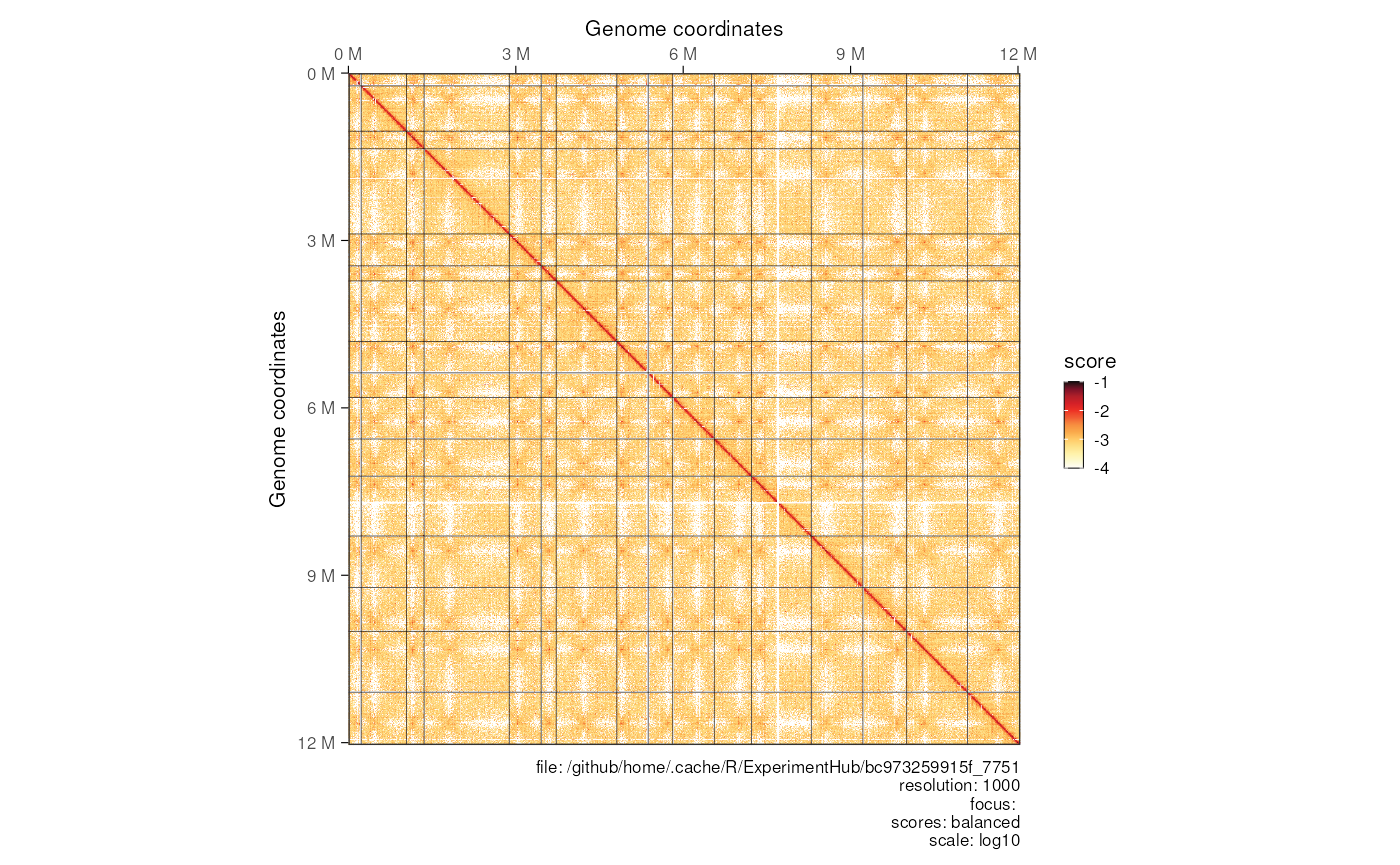 Genome coordinates
0 M 3 M 6 M 9 M 12 M
0 M
3 M
6 M
9 M
12 M
Genome coordinates
score
-1
-2
-3
-4
file: /github/home/.cache/R/ExperimentHub/bc973259915f_7751
resolution: 1000
focus:
scores: balanced
scale: log10